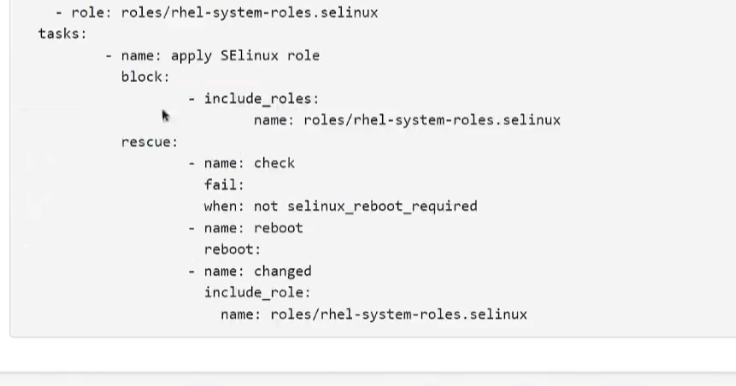 - role: roles/rhel-system-roles.selinux
tasks:
- name: apply SElinux role
block:
- include_roles:
name: roles/rhel-system-roles.selinux
rescue:
- name: check
fail:
when: not selinux_reboot_required
- name: reboot
reboot:
- name: changed
include_role:
name: roles/rhel-system-roles.selinux